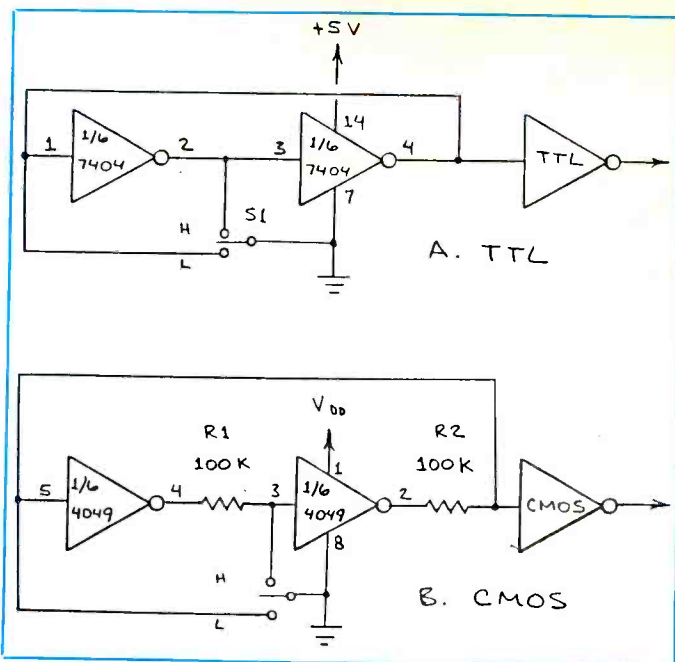 +5V
14
1 1/6 7404 2 3 1/6 7404 4 TTL
7
H S1
L
A. TTL
VDD
R1 R2
100K 1 100K
5 1/6 4049 4 3 1/6 4049 2 CMOS
8
H
L
B. CMOS